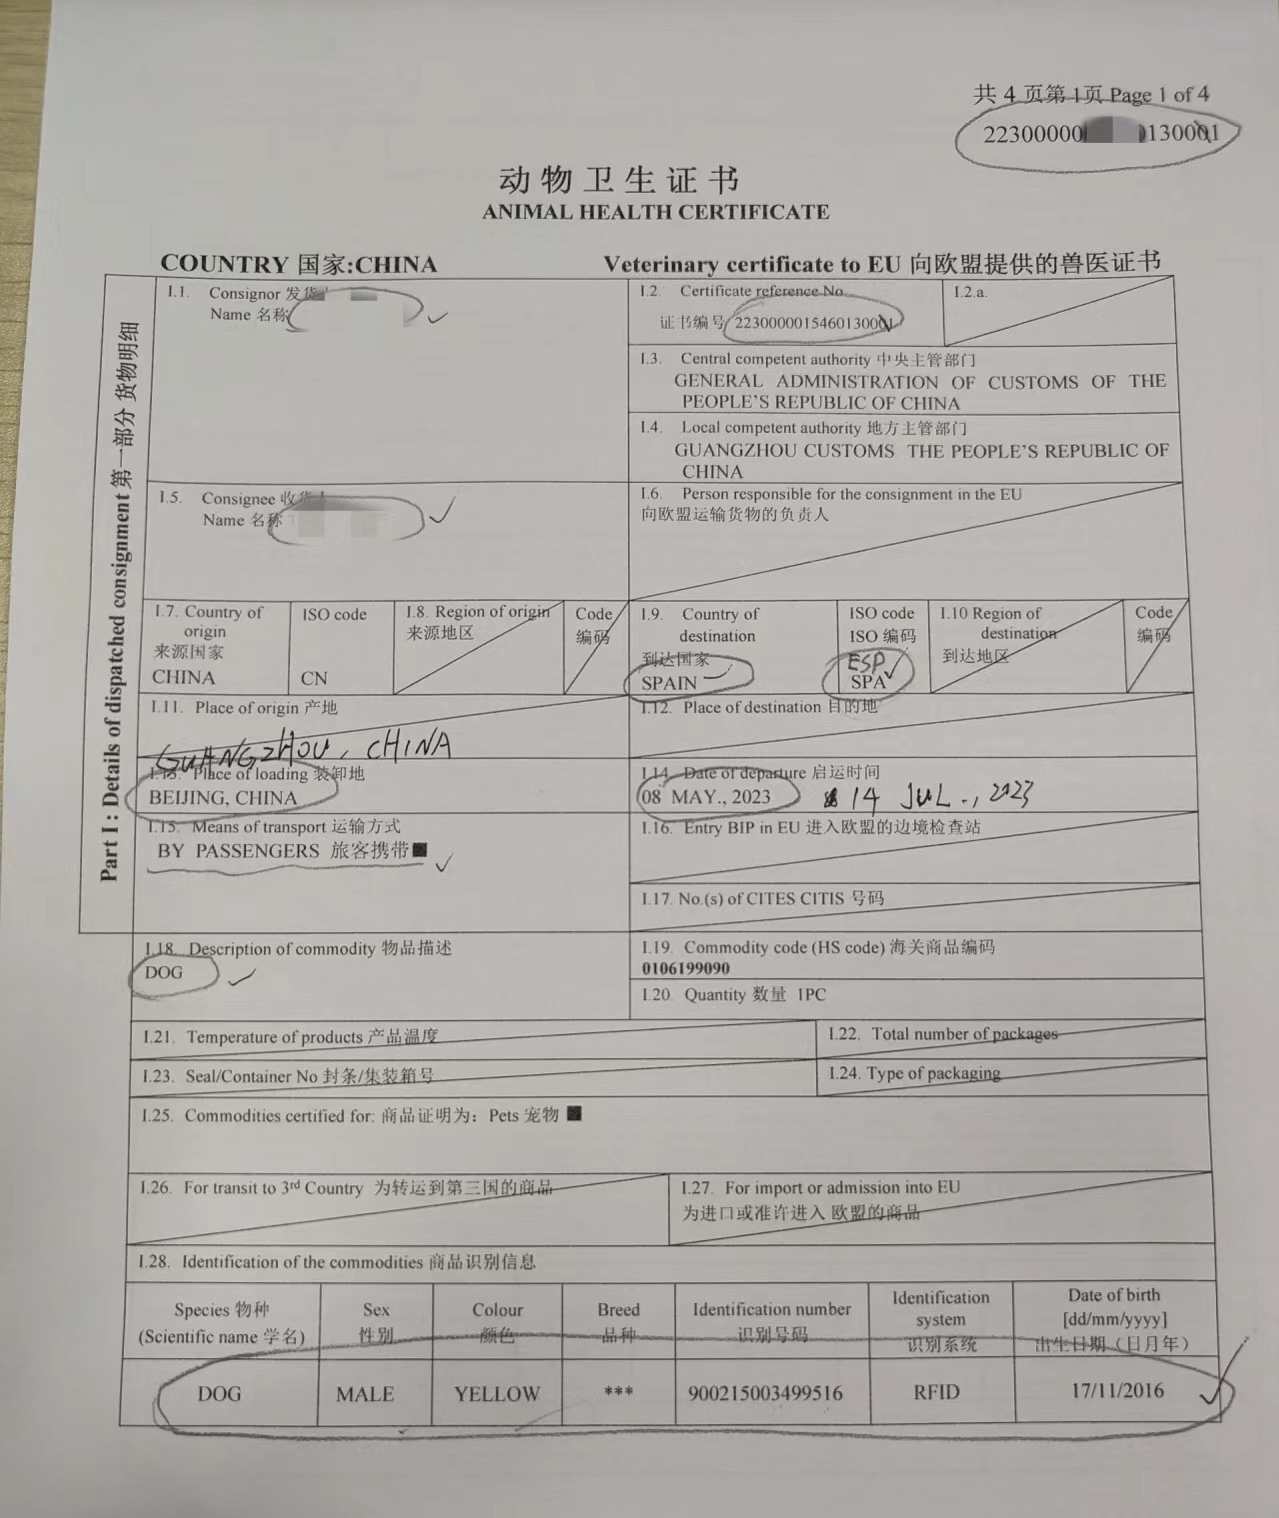 共 4 页第 1页 Page 1 of 4
22300000 130001
动物卫生证书
ANIMAL HEALTH CERTIFICATE
COUNTRY 国家:CHINA
Veterinary certificate to EU 向欧盟提供的兽医证书
Part I : Details of dispatched consignment 第一部分 货物明细
I.1. Consignor 发货
Name 名称
I.2. Certificate reference No.
证书编号 223000001546013000
I.2.a.
I.3. Central competent authority 中央主管部门
GENERAL ADMINISTRATION OF CUSTOMS OF THE
PEOPLE'S REPUBLIC OF CHINA
I.4. Local competent authority 地方主管部门
GUANGZHOU CUSTOMS THE PEOPLE'S REPUBLIC OF
CHINA
I.5. Consignee 收货人
Name 名称
I.6. Person responsible for the consignment in the EU
向欧盟运输货物的负责人
I.7. Country of
origin
来源国家
CHINA
ISO code
CN
I.8. Region of origin
来源地区
Code
编码
I.9. Country of
destination
到达国家
SPAIN
ISO code
ISO 编码
ESP
SPA
I.10 Region of
destination
到达地区
Code
编码
I.11. Place of origin 产地
I.12. Place of destination 目的地
GUANGZHOU, CHINA
I.13. Place of loading 装卸地
BEIJING, CHINA
I.14. Date of departure 启运时间
08 MAY., 2023 14 JUL., 2023
I.15. Means of transport 运输方式
BY PASSENGERS 旅客携带■
I.16. Entry BIP in EU 进入欧盟的边境检查站
I.17. No.(s) of CITES CITIS 号码
I.18. Description of commodity 物品描述
DOG
I.19. Commodity code (HS code) 海关商品编码
0106199090
I.20. Quantity 数量 1PC
I.21. Temperature of products 产品温度
I.22. Total number of packages
I.23. Seal/Container No 封条/集装箱号
I.24. Type of packaging
I.25. Commodities certified for: 商品证明为：Pets 宠物 ■
I.26. For transit to 3rd Country 为转运到第三国的商品
I.27. For import or admission into EU
为进口或准许进入 欧盟的商品
I.28. Identification of the commodities 商品识别信息
Species 物种
(Scientific name 学名)
Sex
性别
Colour
颜色
Breed
品种
Identification number
识别号码
Identification
system
识别系统
Date of birth
[dd/mm/yyyy]
出生日期（日月年）
DOG MALE YELLOW *** 900215003499516 RFID 17/11/2016